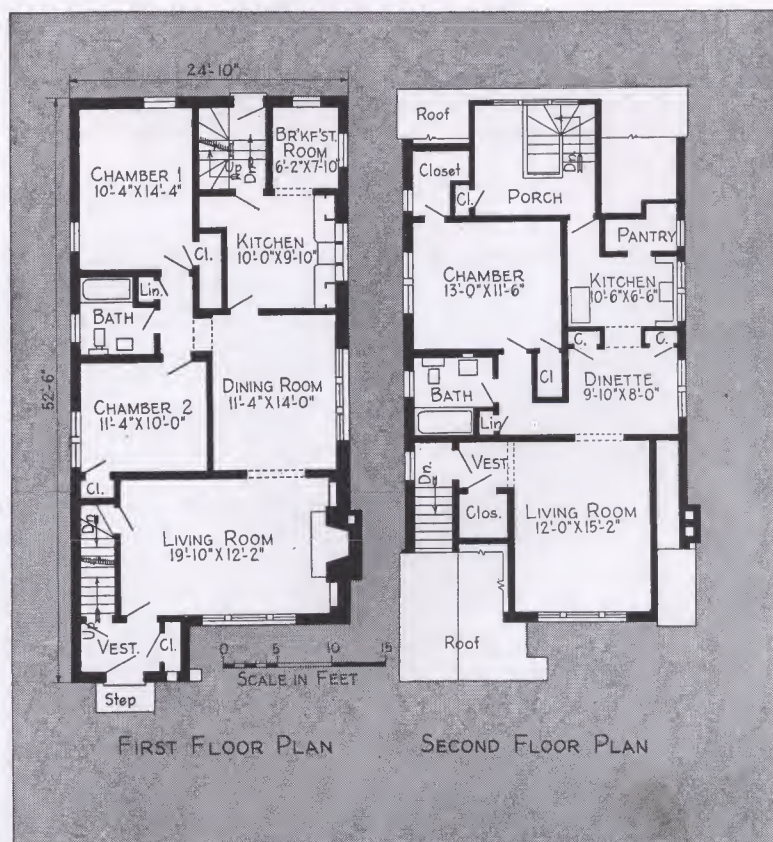 24'-10"
52'-6"
CHAMBER 1
10'-4"X14'-4"
Up
Dn.
BR'KF'ST.
ROOM
6'-2"X7'-10"
KITCHEN
10'-0"X9'-10"
Cl.
Lin.
BATH
DINING ROOM
11'-4"X14'-0"
CHAMBER 2
11'-4"X10'-0"
Cl.
Dn.
LIVING ROOM
19'-10"X12'-2"
Up
VEST.
Cl.
Step
0 5 10 15
SCALE IN FEET
FIRST FLOOR PLAN
Roof
Dn.
Closet
Cl.
PORCH
PANTRY
KITCHEN
10'-6"X6'-6"
CHAMBER
13'-0"X11'-6"
C.
C.
Cl
DINETTE
9'-10"X8'-0"
BATH
Lin
Dn.
VEST
Clos.
LIVING ROOM
12'-0"X15'-2"
Roof
SECOND FLOOR PLAN